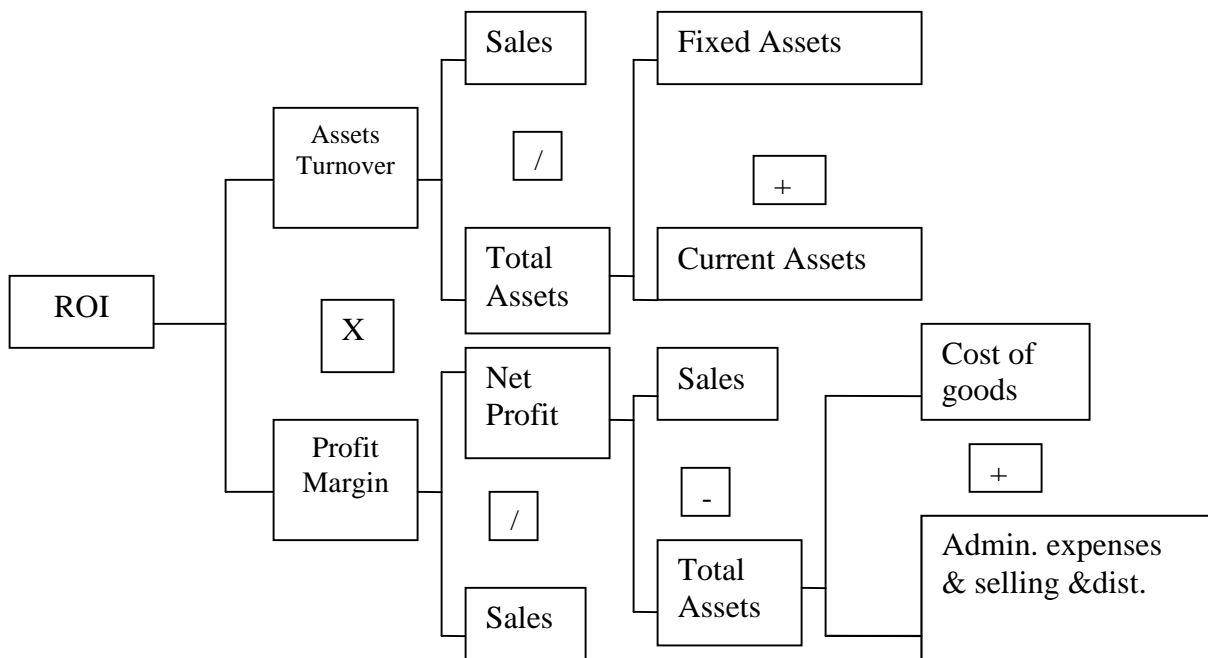 Sales
Fixed Assets
Assets
Turnover
/
+
Total
Assets
Current Assets
ROI
X
Net
Profit
Sales
Cost of
goods
Profit
Margin
/
-
+
Total
Assets
Admin. expenses
& selling &dist.
Sales